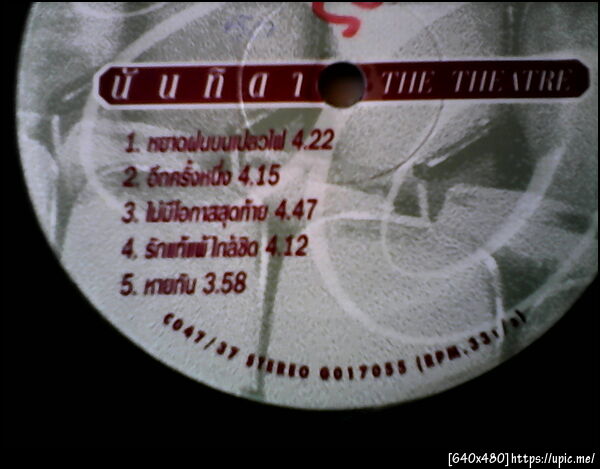 นันทิดา THE THEATRE
1. หยาดฝนบนเปลวไฟ 4.22
2. อีกครั้งหนึ่ง 4.15
3. ไม่มีโอกาสสุดท้าย 4.47
4. รักแท้แพ้ใกล้ชิด 4.12
5. หายกัน 3.58
C047/37 STEREO G017055 (RPM.33 1/3)
[640x480]https://upic.me/